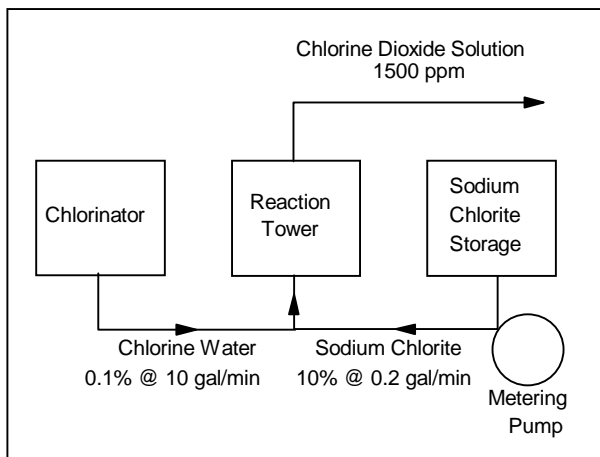 Chlorine Dioxide Solution
1500 ppm
Chlorinator
Reaction
Tower
Sodium
Chlorite
Storage
Chlorine Water
0.1% @ 10 gal/min
Sodium Chlorite
10% @ 0.2 gal/min
Metering
Pump